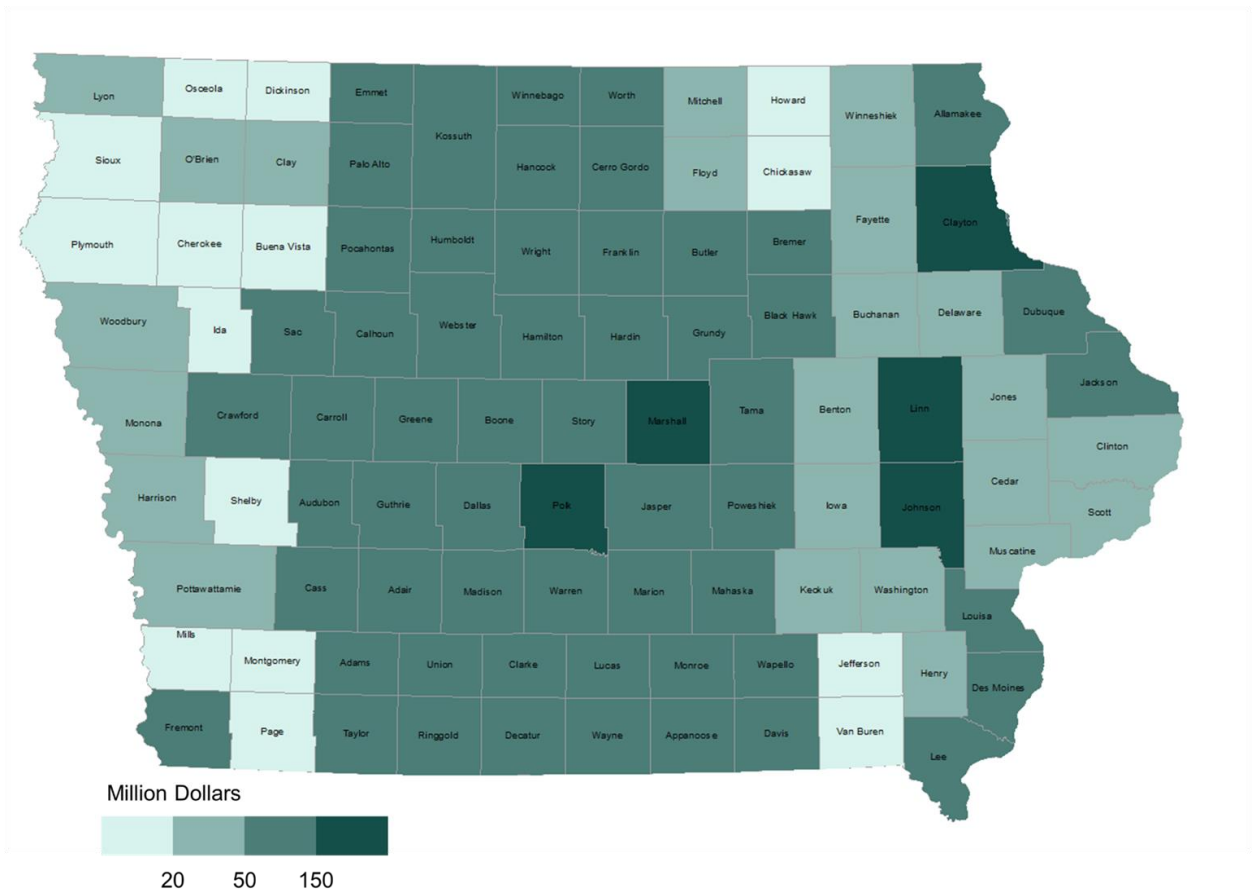 Lyon
Osceola
Dickinson
Emmet
Kossuth
Winnebago
Worth
Mitchell
Howard
Winneshiek
Allamakee
Sioux
O'Brien
Clay
Palo Alto
Hancock
Cerro Gordo
Floyd
Chickasaw
Fayette
Clayton
Plymouth
Cherokee
Buena Vista
Pocahontas
Humboldt
Wright
Franklin
Butler
Bremer
Woodbury
Ida
Sac
Calhoun
Webster
Hamilton
Hardin
Grundy
Black Hawk
Buchanan
Delaware
Dubuque
Monona
Crawford
Carroll
Greene
Boone
Story
Marshall
Tama
Benton
Linn
Jones
Jackson
Clinton
Harrison
Shelby
Audubon
Guthrie
Dallas
Polk
Jasper
Poweshiek
Iowa
Johnson
Cedar
Scott
Muscatine
Pottawattamie
Cass
Adair
Madison
Warren
Marion
Mahaska
Keokuk
Washington
Louisa
Mills
Montgomery
Adams
Union
Clarke
Lucas
Monroe
Wapello
Jefferson
Henry
Des Moines
Fremont
Page
Taylor
Ringgold
Decatur
Wayne
Appanoose
Davis
Van Buren
Lee
Million Dollars
20 50 150